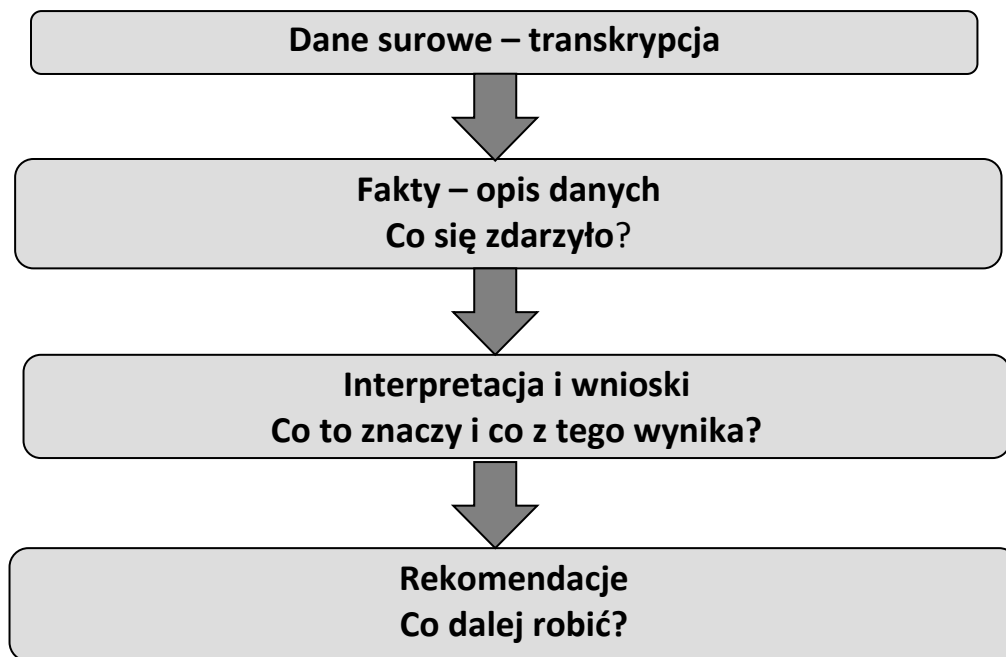 Dane surowe – transkrypcja
Fakty – opis danych
Co się zdarzyło?
Interpretacja i wnioski
Co to znaczy i co z tego wynika?
Rekomendacje
Co dalej robić?